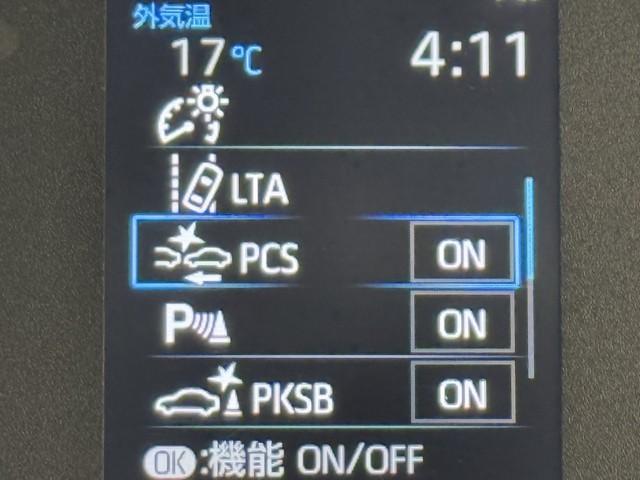 外気温
17℃
4:11
LTA
PCS ON
P ON
PKSB ON
OK:機能 ON/OFF